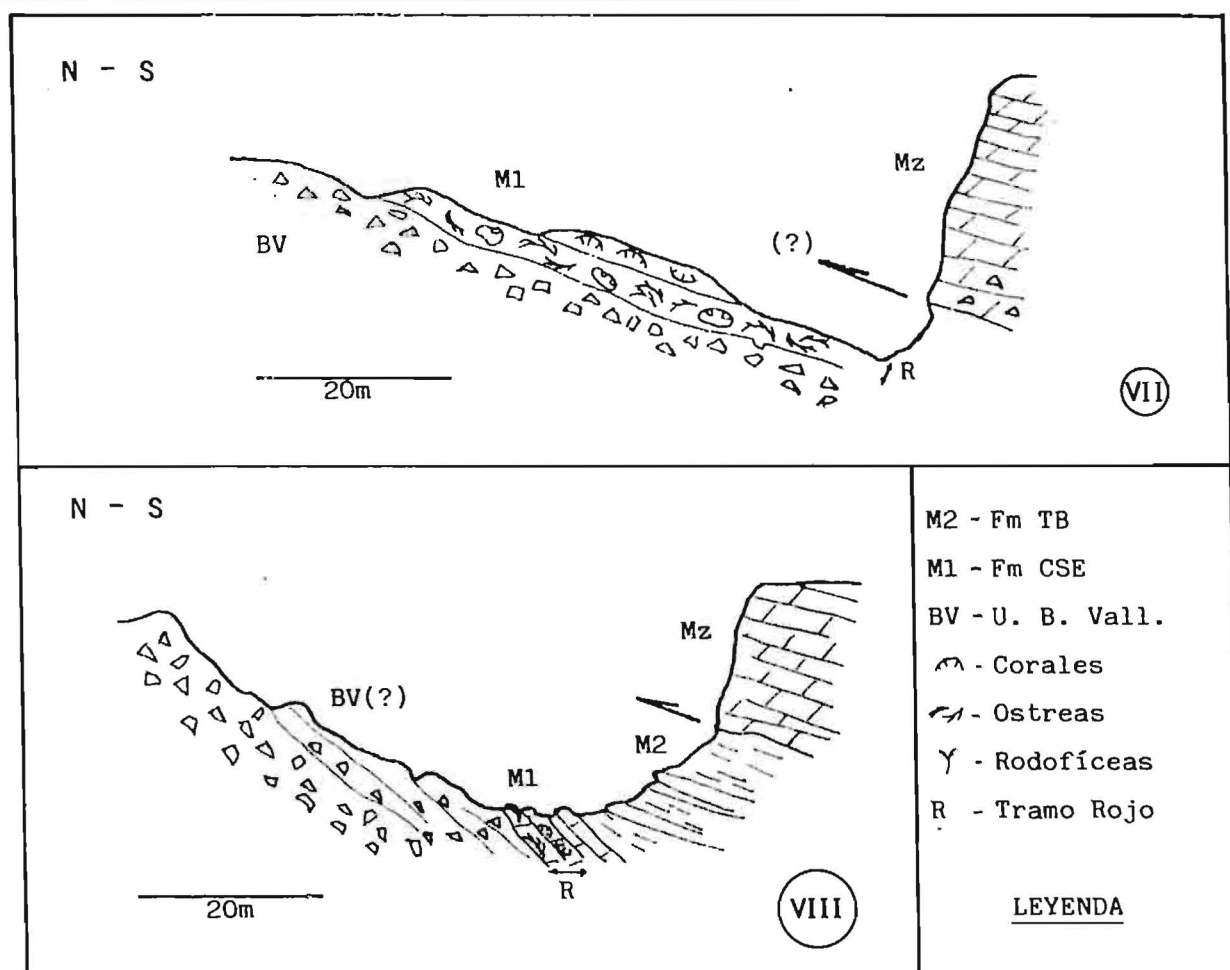 N - S
M1
Mz
BV
(?)
R
20m
VII
N - S
Mz
BV(?)
M2
M1
R
20m
VIII
M2 - Fm TB
M1 - Fm CSE
BV - U. B. Vall.
- Corales
- Ostreas
- Rodofíceas
R - Tramo Rojo
LEYENDA